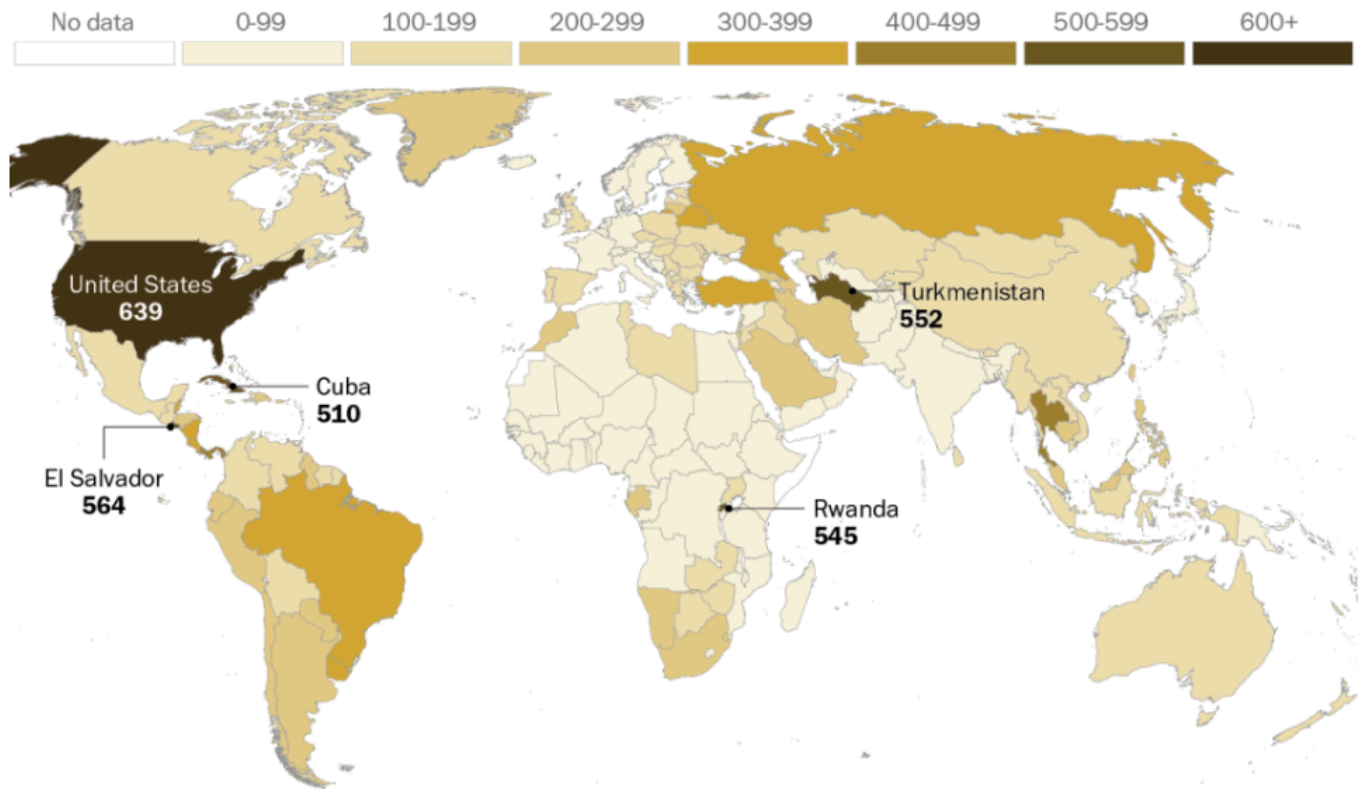 No data 0-99 100-199 200-299 300-399 400-499 500-599 600+
United States
639
Turkmenistan
552
Cuba
510
El Salvador
564
Rwanda
545